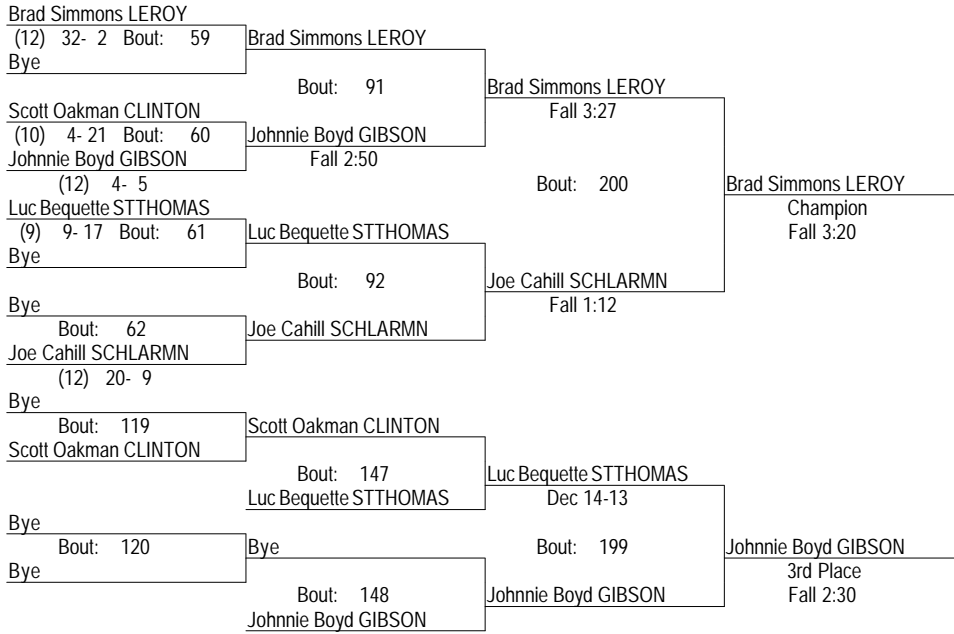 Brad Simmons LEROY
(12) 32- 2 Bout: 59
Brad Simmons LEROY
Bye
Bout: 91
Brad Simmons LEROY
Scott Oakman CLINTON
Fall 3:27
(10) 4- 21 Bout: 60
Johnnie Boyd GIBSON
Johnnie Boyd GIBSON
Fall 2:50
(12) 4- 5
Bout: 200
Brad Simmons LEROY
Luc Bequette STTHOMAS
Champion
(9) 9- 17 Bout: 61
Luc Bequette STTHOMAS
Fall 3:20
Bye
Bout: 92
Joe Cahill SCHLARMN
Bye
Fall 1:12
Bout: 62
Joe Cahill SCHLARMN
Joe Cahill SCHLARMN
(12) 20- 9
Bye
Bout: 119
Scott Oakman CLINTON
Scott Oakman CLINTON
Bout: 147
Luc Bequette STTHOMAS
Luc Bequette STTHOMAS
Dec 14-13
Bye
Bout: 120
Bye
Bout: 199
Johnnie Boyd GIBSON
Bye
3rd Place
Bout: 148
Johnnie Boyd GIBSON
Fall 2:30
Johnnie Boyd GIBSON